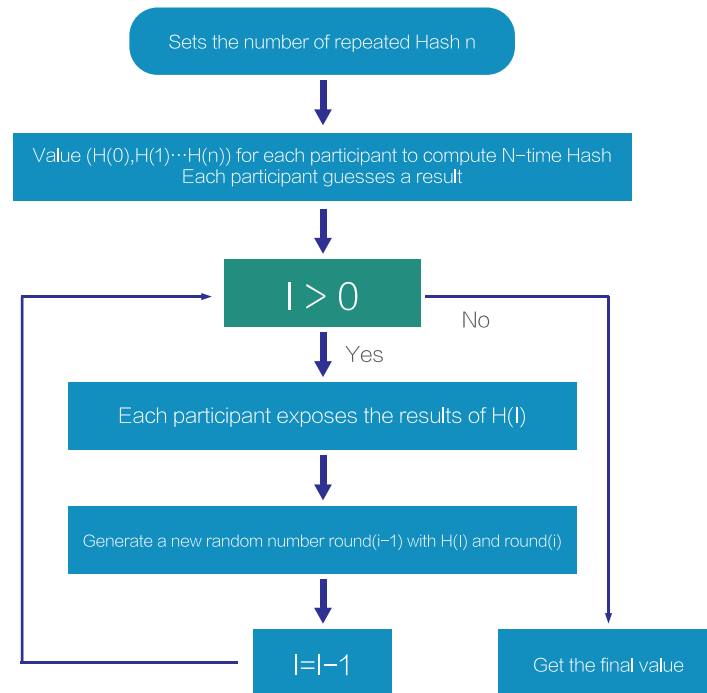 Sets the number of repeated Hash n
Value (H(0),H(1)···H(n)) for each participant to compute N-time Hash
Each participant guesses a result
I > 0
No
Yes
Each participant exposes the results of H(I)
Generate a new random number round(i-1) with H(I) and round(i)
I=I-1
Get the final value